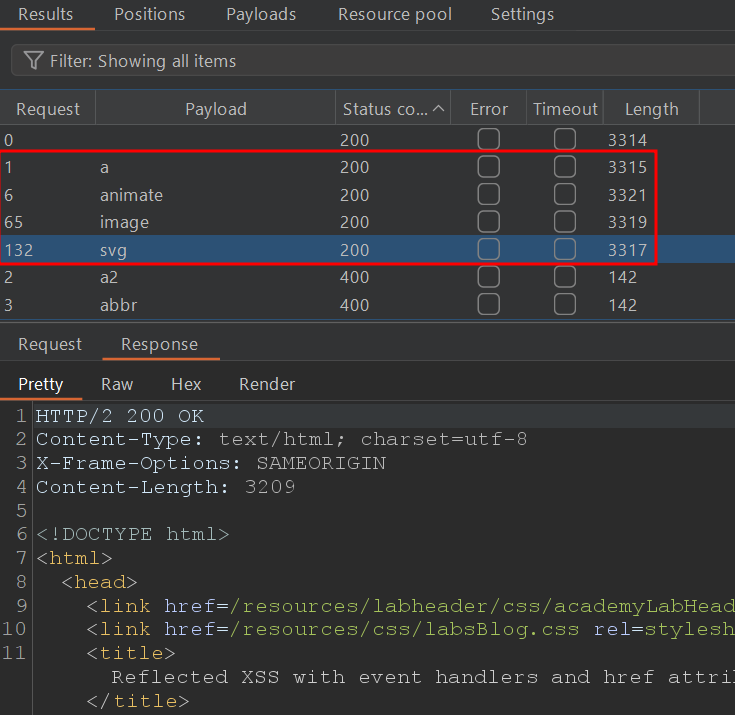 Results Positions Payloads Resource pool Settings
Filter: Showing all items
Request Payload Status co... Error Timeout Length
0 200 3314
1 a 200 3315
6 animate 200 3321
65 image 200 3319
132 svg 200 3317
2 a2 400 142
3 abbr 400 142
Request Response
Pretty Raw Hex Render
1 HTTP/2 200 OK
2 Content-Type: text/html; charset=utf-8
3 X-Frame-Options: SAMEORIGIN
4 Content-Length: 3209
5
6 <!DOCTYPE html>
7 <html>
8 <head>
9 <link href=/resources/labheader/css/academyLabHead
10 <link href=/resources/css/labsBlog.css rel=stylesh
11 <title>
Reflected XSS with event handlers and href attri
</title>